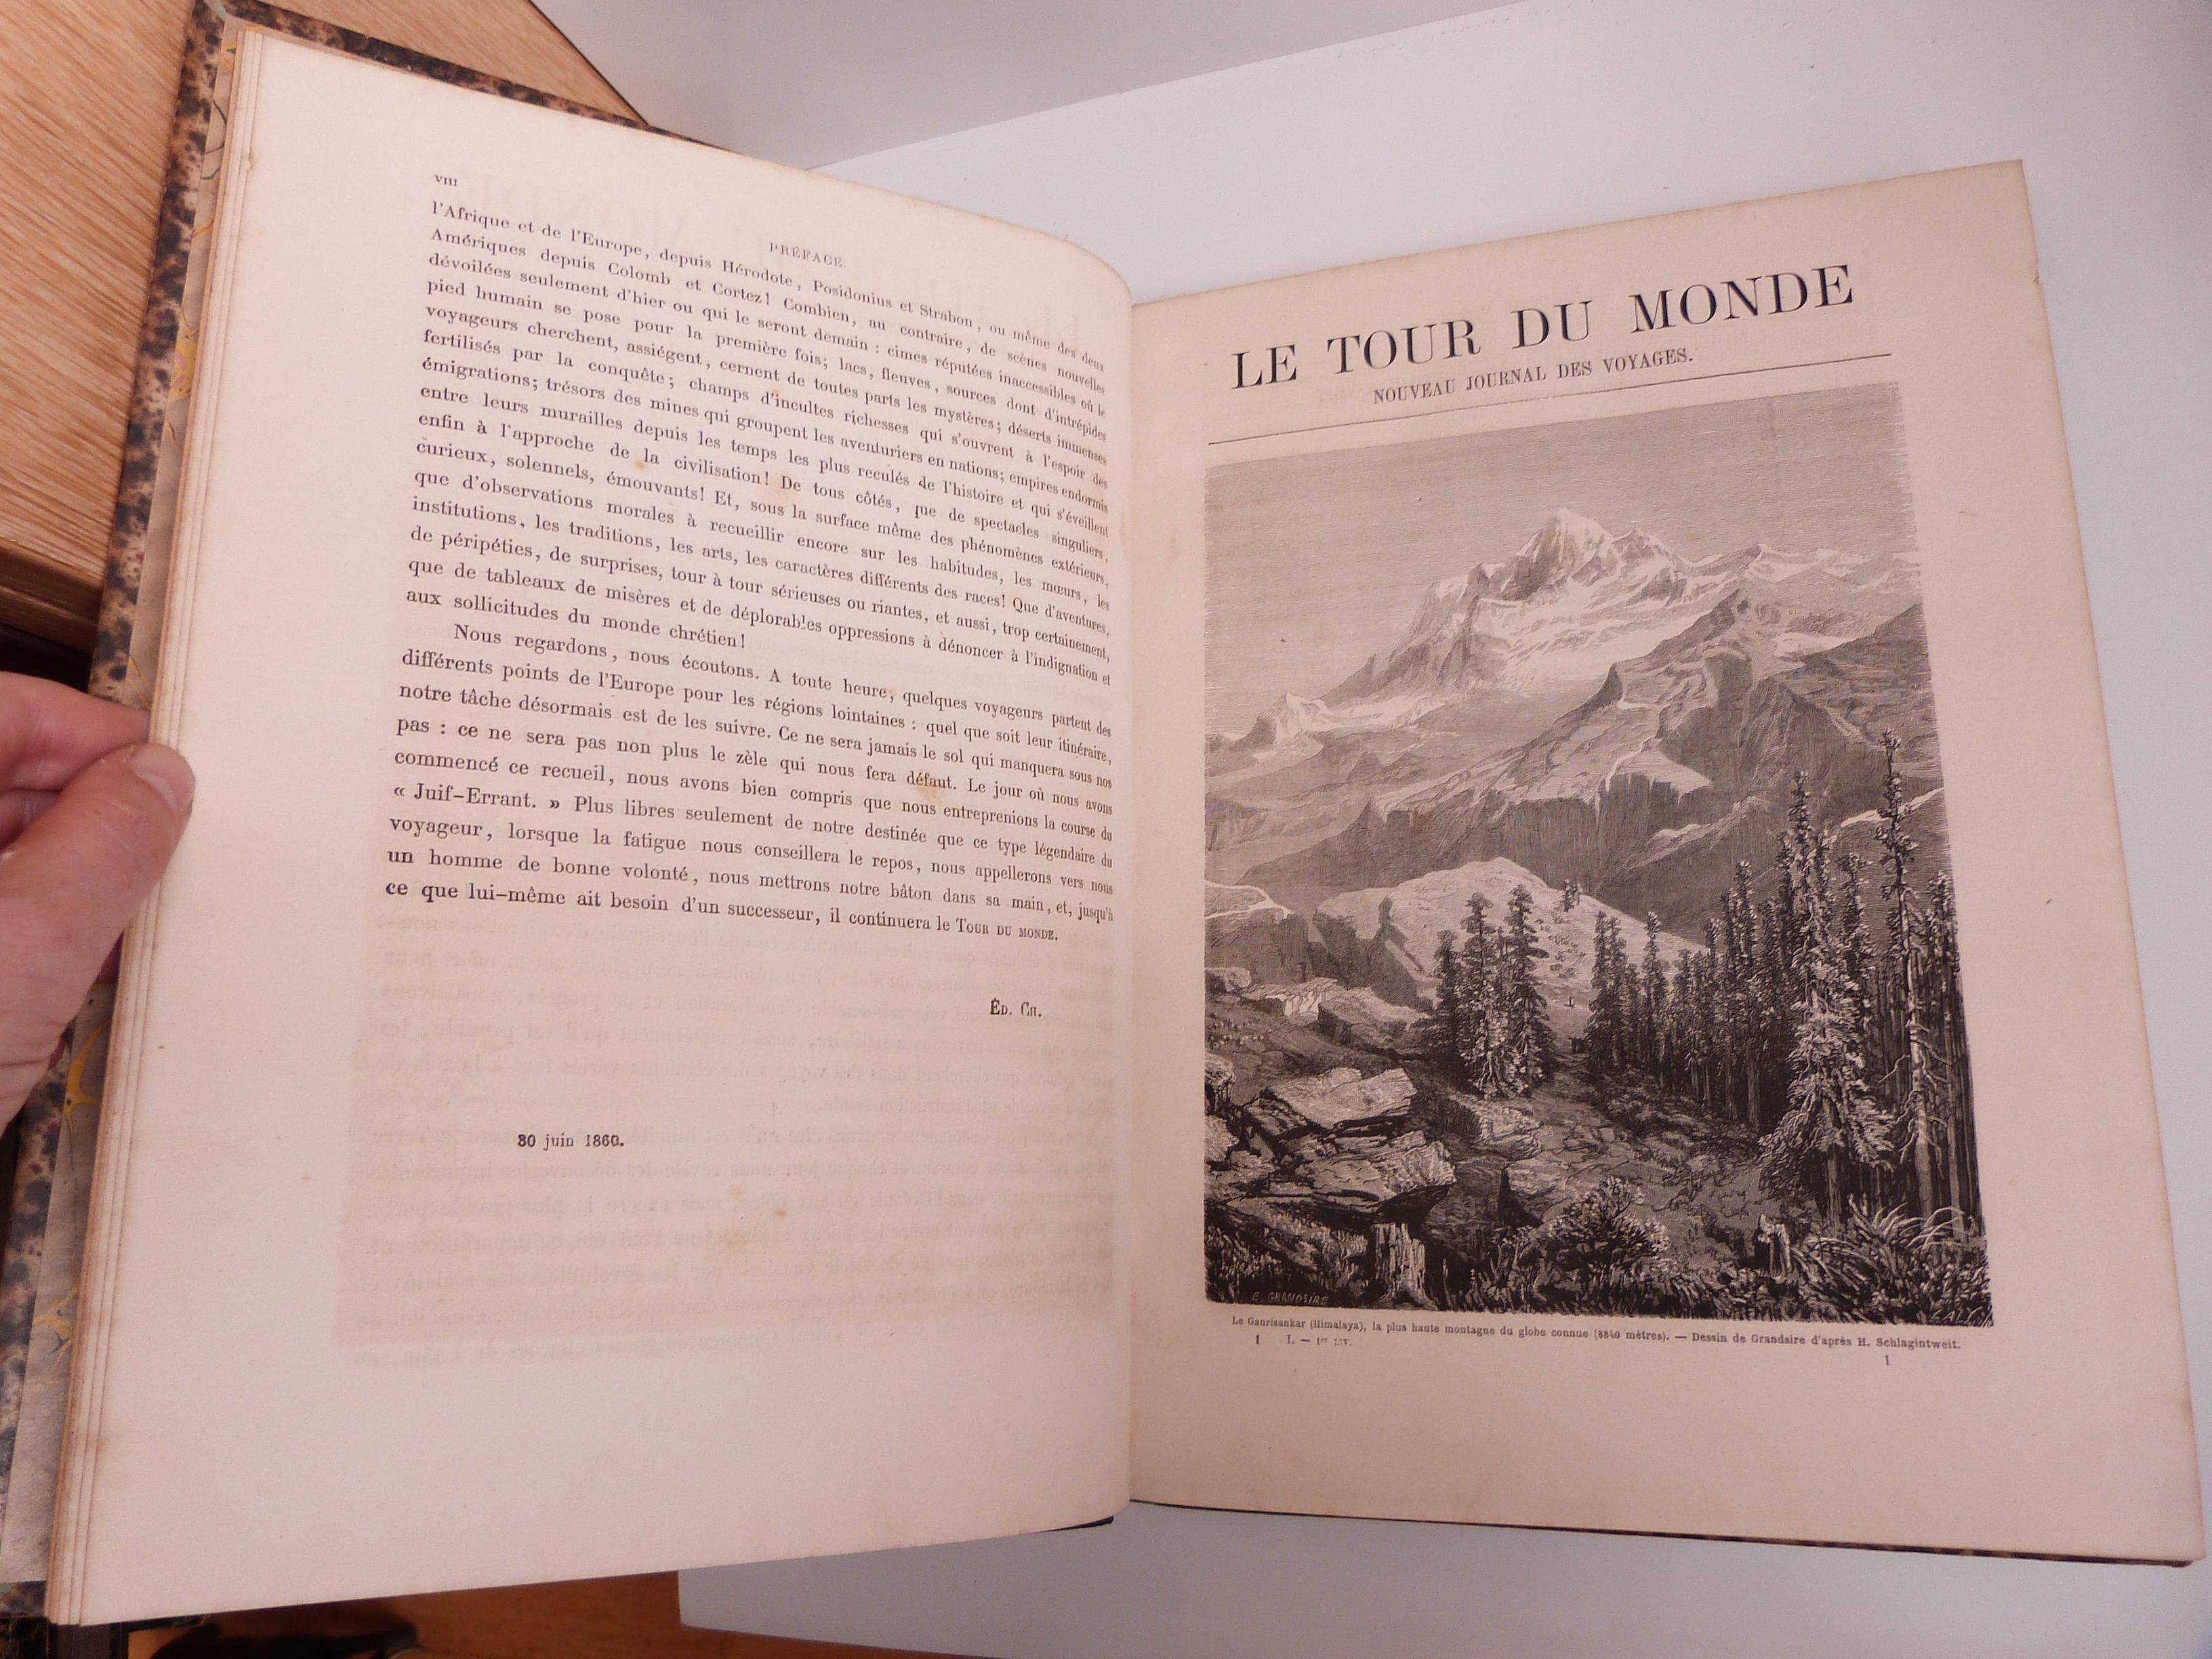 VIII
PRÉFACE.
l'Afrique et de l'Europe, depuis Hérodote, Posidonius et Strabon, ou même des deux
Amériques depuis Colomb et Cortez! Combien, au contraire, de scènes nouvelles
dévoilées seulement d'hier ou qui le seront demain : cimes réputées inaccessibles où le
pied humain se pose pour la première fois; lacs, fleuves, sources dont d'intrépides
voyageurs cherchent, assiégent, cernent de toutes parts les mystères; déserts immenses
fertilisés par la conquête; champs d'incultes richesses qui s'ouvrent à l'espoir des
émigrations; trésors des mines qui groupent les aventuriers en nations; empires endormis
entre leurs murailles depuis les temps les plus reculés de l'histoire et qui s'éveillent
enfin à l'approche de la civilisation! De tous côtés, que de spectacles singuliers,
curieux, solennels, émouvants! Et, sous la surface même des phénomènes extérieurs,
que d'observations morales à recueillir encore sur les habitudes, les mœurs, les
institutions, les traditions, les arts, les caractères différents des races! Que d'aventures,
de péripéties, de surprises, tour à tour sérieuses ou riantes, et aussi, trop certainement,
que de tableaux de misères et de déplorables oppressions à dénoncer à l'indignation et
aux sollicitudes du monde chrétien!
Nous regardons, nous écoutons. A toute heure, quelques voyageurs partent des
différents points de l'Europe pour les régions lointaines : quel que soit leur itinéraire,
notre tâche désormais est de les suivre. Ce ne sera jamais le sol qui manquera sous nos
pas : ce ne sera pas non plus le zèle qui nous fera défaut. Le jour où nous avons
commencé ce recueil, nous avons bien compris que nous entreprenions la course du
« Juif-Errant. » Plus libres seulement de notre destinée que ce type légendaire du
voyageur, lorsque la fatigue nous conseillera le repos, nous appellerons vers nous
un homme de bonne volonté, nous mettrons notre bâton dans sa main, et, jusqu'à
ce que lui-même ait besoin d'un successeur, il continuera le TOUR DU MONDE.
ÉD. CH.
30 juin 1860.
LE TOUR DU MONDE
NOUVEAU JOURNAL DES VOYAGES.
E. GRANDSIRE
Le Gaurisankar (Himalaya), la plus haute montagne du globe connue (8840 mètres). — Dessin de Grandsire d'après H. Schlagintweit.
1 I. — 1re LIV.
1